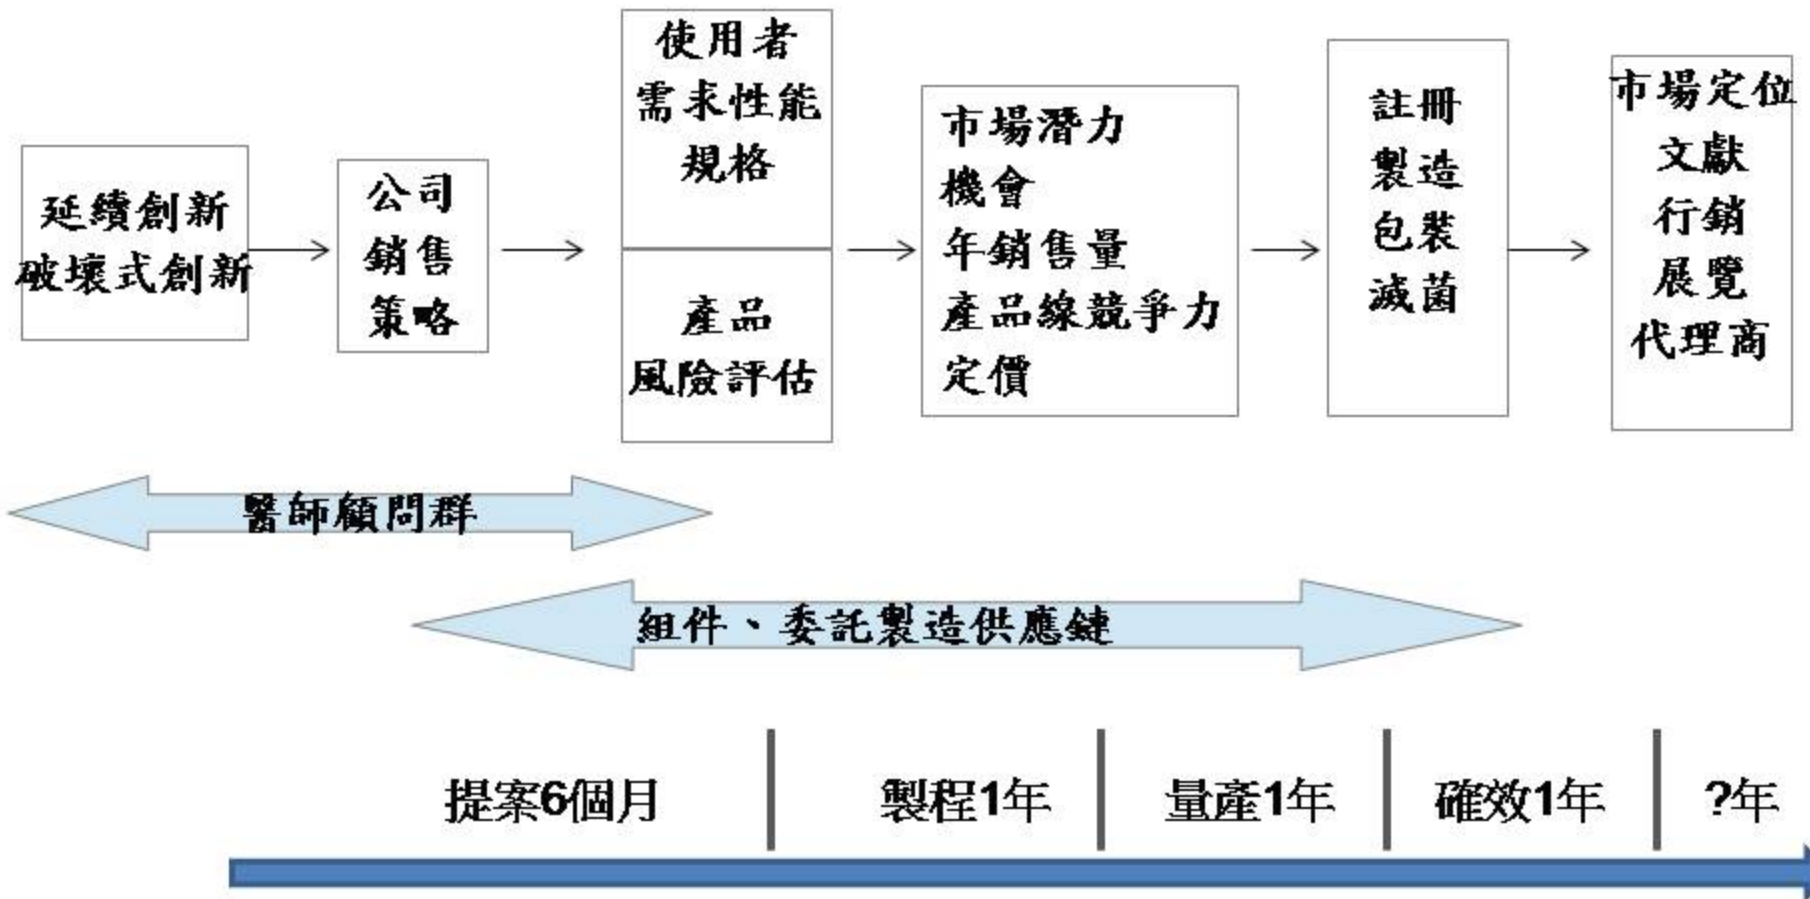 延續創新
破壞式創新
公司
銷售
策略
使用者
需求性能
規格
產品
風險評估
市場潛力
機會
年銷售量
產品線競爭力
定價
註冊
製造
包裝
滅菌
市場定位
文獻
行銷
展覽
代理商
醫師顧問群
組件、委託製造供應鏈
提案6個月
製程1年
量產1年
確效1年
?年